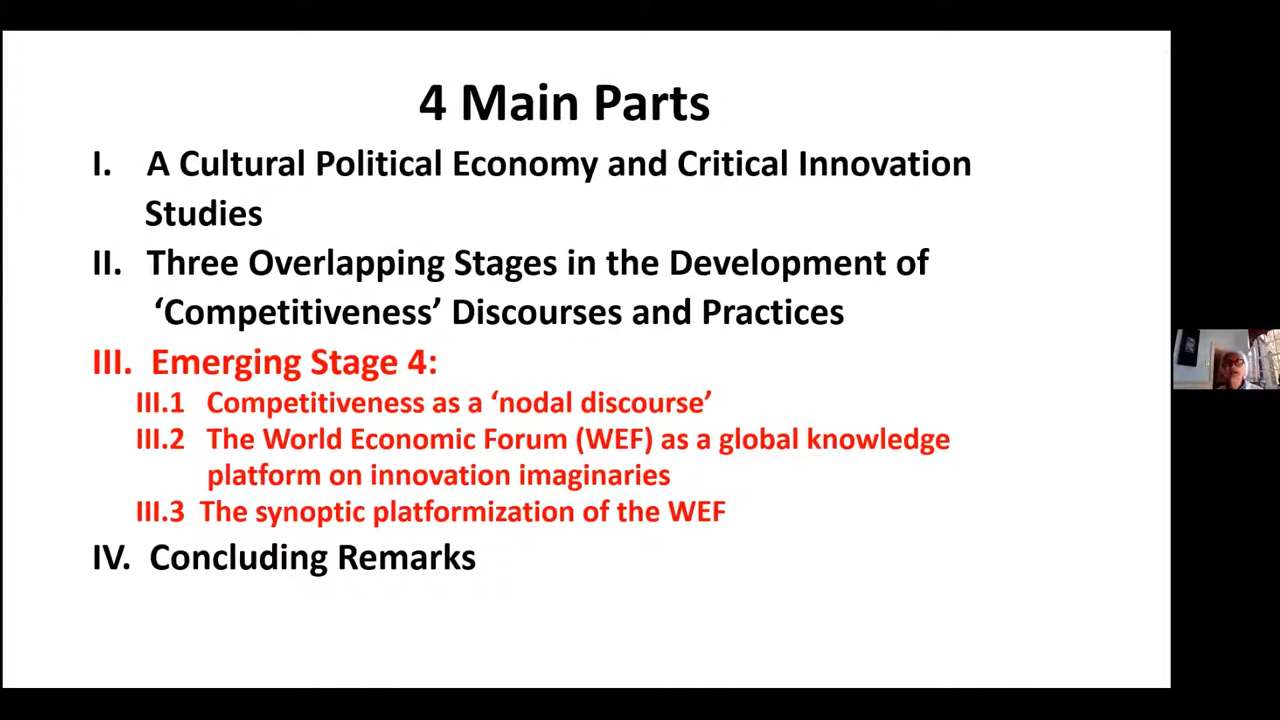 4 Main Parts
I. A Cultural Political Economy and Critical Innovation
Studies
II. Three Overlapping Stages in the Development of
‘Competitiveness’ Discourses and Practices
III. Emerging Stage 4:
III.1 Competitiveness as a ‘nodal discourse’
III.2 The World Economic Forum (WEF) as a global knowledge
platform on innovation imaginaries
III.3 The synoptic platformization of the WEF
IV. Concluding Remarks